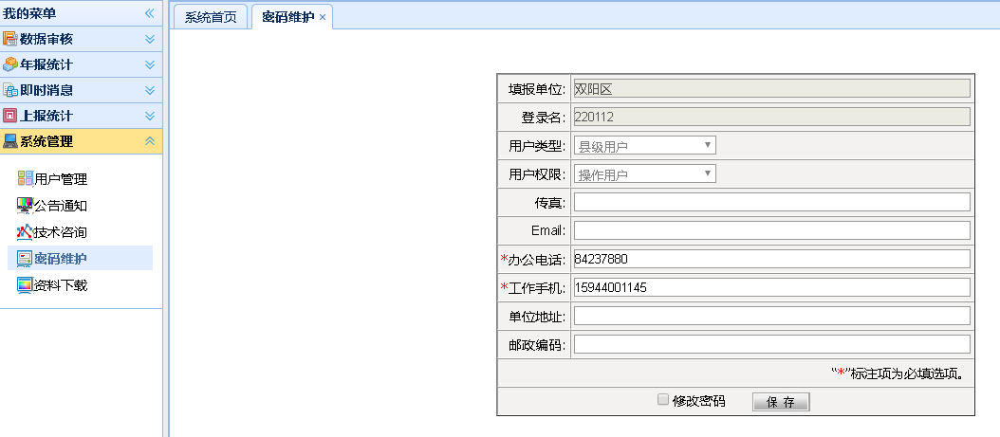 我的菜单
数据审核
年报统计
即时消息
上报统计
系统管理
用户管理
公告通知
技术咨询
密码维护
资料下载
系统首页 密码维护 ×
填报单位: 双阳区
登录名: 220112
用户类型: 县级用户
用户权限: 操作用户
传真:
Email:
*办公电话: 84237880
*工作手机: 15944001145
单位地址:
邮政编码:
"*"标注项为必填选项。
修改密码 保 存